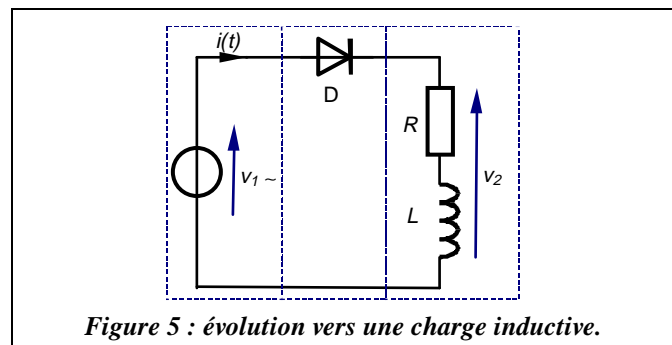 i(t)
D
R
v1 ~
v2
L
Figure 5 : évolution vers une charge inductive.